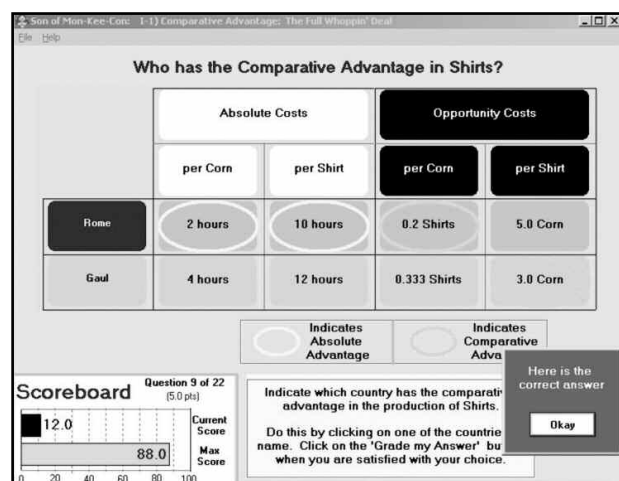 Son of Mon-Kee-Con: I-1) Comparative Advantage: The Full Whoppin' Deal
File Help
Who has the Comparative Advantage in Shirts?
Absolute Costs Opportunity Costs
per Corn per Shirt per Corn per Shirt
Rome 2 hours 10 hours 0.2 Shirts 5.0 Corn
Gaul 4 hours 12 hours 0.333 Shirts 3.0 Corn
Indicates
Absolute
Advantage
Indicates
Comparative
Adva
Here is the
correct answer
Okay
Scoreboard
Question 9 of 22
(5.0 pts)
12.0
Current
Score
88.0
Max
Score
0 20 40 60 80 100
Indicate which country has the comparati
advantage in the production of Shirts.
Do this by clicking on one of the countrie
name. Click on the 'Grade my Answer' bu
when you are satisfied with your choice.